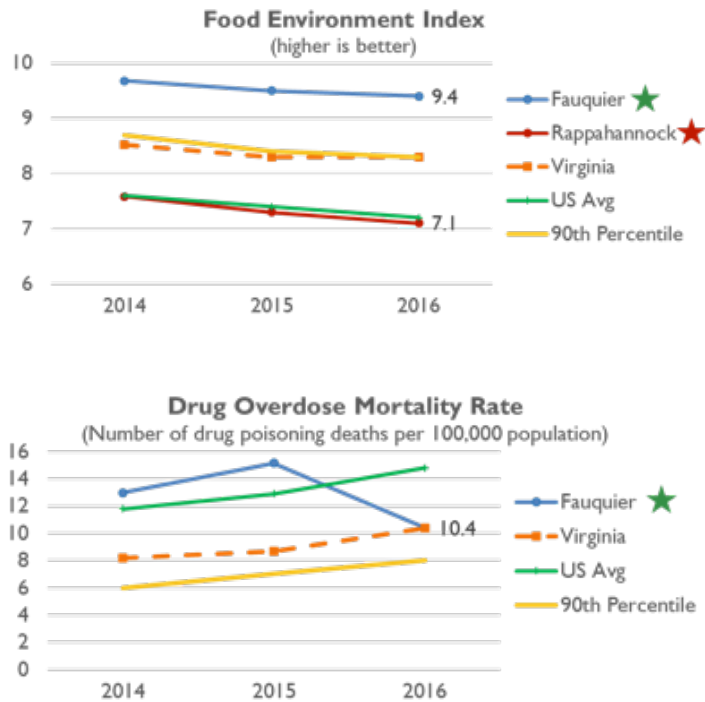 Food Environment Index
(higher is better)
10
9
8
7
6
9.4
7.1
2014 2015 2016
Fauquier
Rappahannock
Virginia
US Avg
90th Percentile
Drug Overdose Mortality Rate
(Number of drug poisoning deaths per 100,000 population)
16
14
12
10
8
6
4
2
0
10.4
2014 2015 2016
Fauquier
Virginia
US Avg
90th Percentile